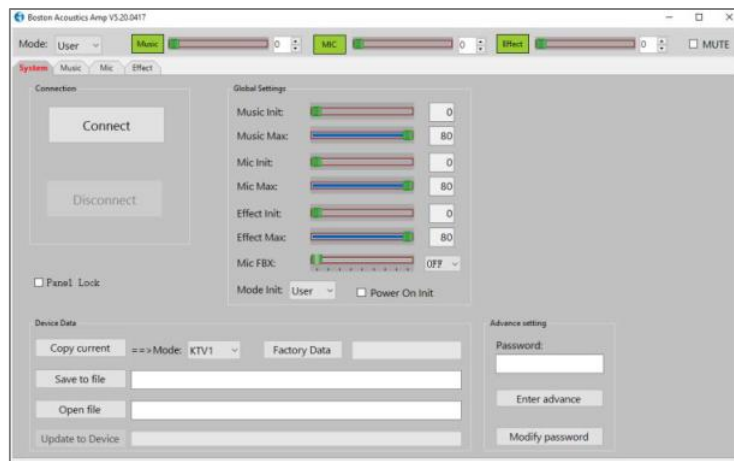 Boston Acoustics Amp V5.20.0417
Mode: User Music 0 MIC 0 Effect 0 MUTE
System Music Mic Effect
Connection
Connect
Disconnect
Panel Lock
Global Settings
Music Init: 0
Music Max: 80
Mic Init: 0
Mic Max: 80
Effect Init: 0
Effect Max: 80
Mic FBX: OFF
Mode Init: User Power On Init
Device Data
Copy current ==>Mode: KTV1 Factory Data
Save to file
Open file
Update to Device
Advance setting
Password:
Enter advance
Modify password